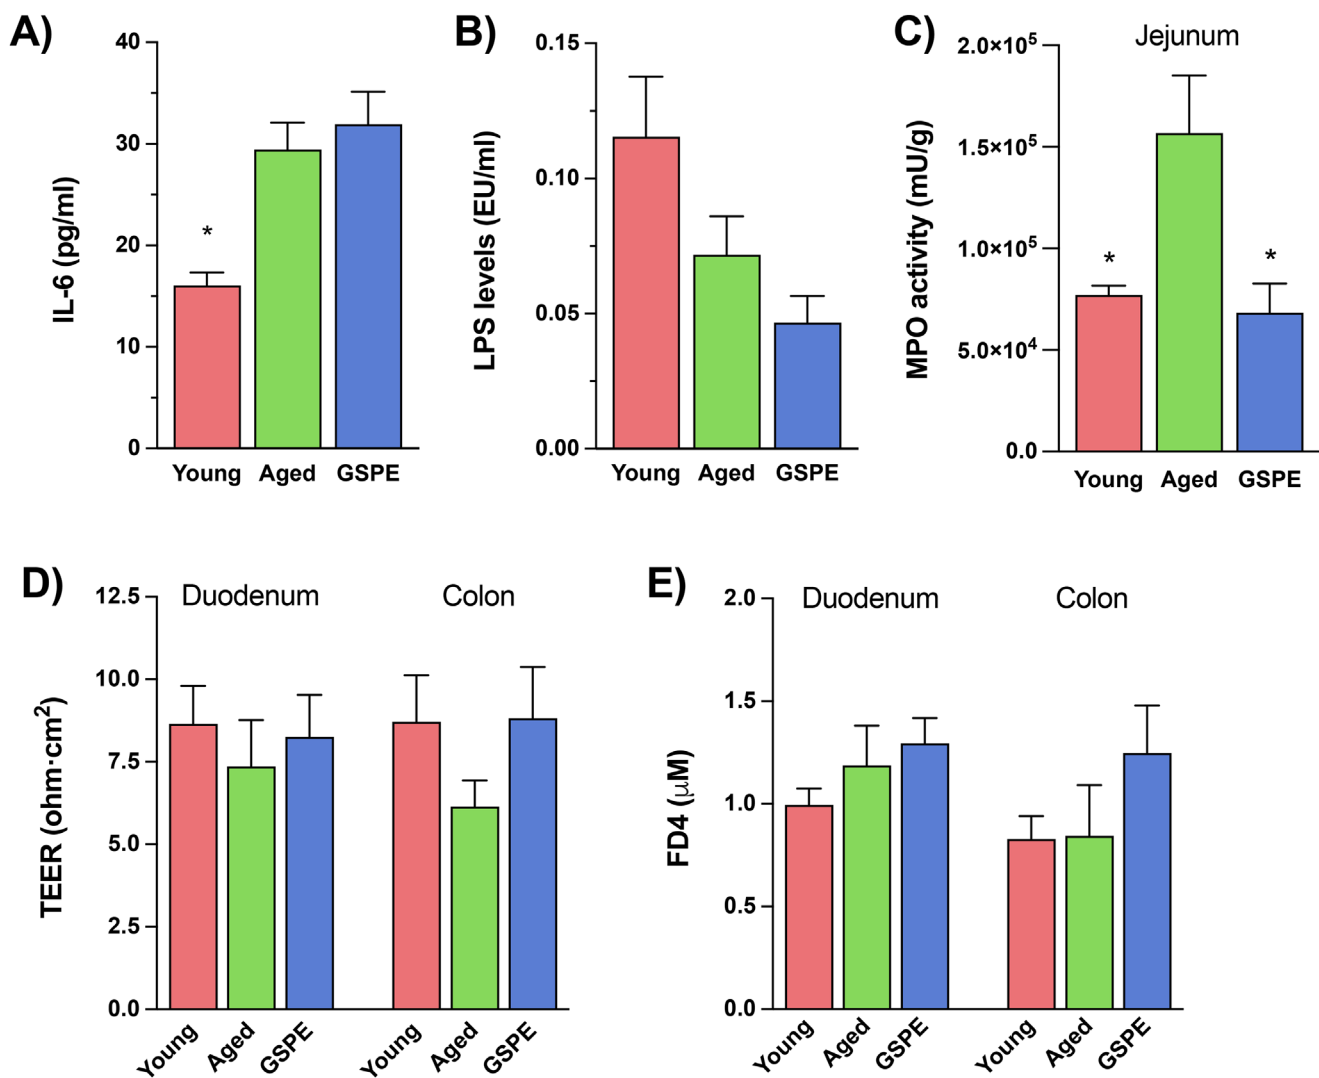 A)
IL-6 (pg/ml)
40
30
20
10
0
*
Young Aged GSPE
B)
LPS levels (EU/ml)
0.15
0.10
0.05
0.00
Young Aged GSPE
C)
Jejunum
MPO activity (mU/g)
2.0×10⁵
1.5×10⁵
1.0×10⁵
5.0×10⁴
0.0
*
*
Young Aged GSPE
D)
Duodenum Colon
TEER (ohm·cm²)
12.5
10.0
7.5
5.0
2.5
0.0
Young Aged GSPE Young Aged GSPE
E)
Duodenum Colon
FD4 (μM)
2.0
1.5
1.0
0.5
0.0
Young Aged GSPE Young Aged GSPE